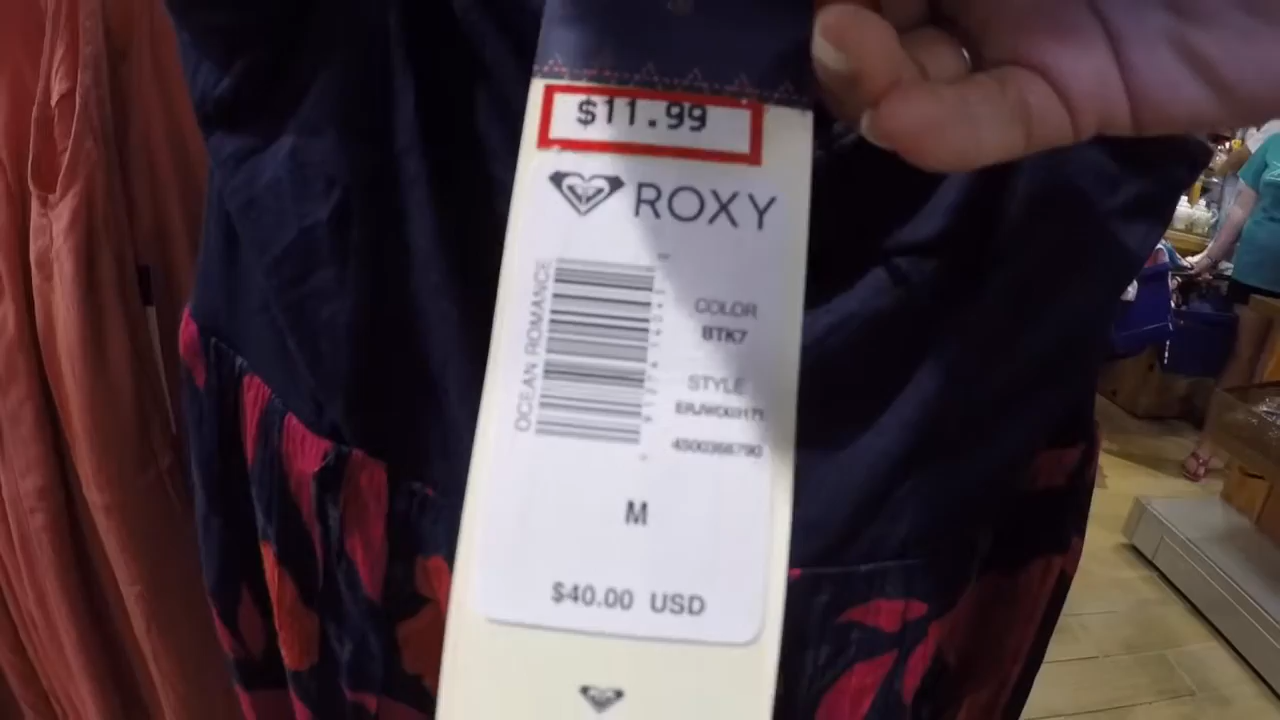 $11.99
ROXY
OCEAN ROMANCE
COLOR
BTK7
STYLE
M
$40.00 USD